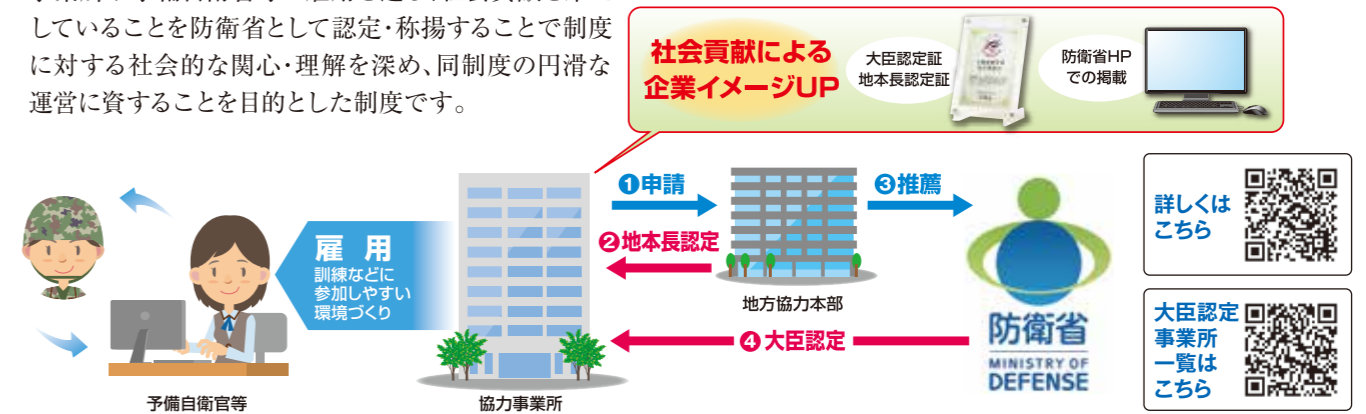 していることを防衛省として認定・称揚することで制度
に対する社会的な関心・理解を深め、同制度の円滑な
運営に資することを目的とした制度です。
社会貢献による
企業イメージUP
大臣認定証
地本長認定証
防衛省HP
での掲載
雇用
訓練などに
参加しやすい
環境づくり
❶申請
❷地本長認定
❸推薦
❹大臣認定
予備自衛官等
協力事業所
地方協力本部
防衛省
MINISTRY OF
DEFENSE
詳しくは
こちら
大臣認定
事業所
一覧は
こちら